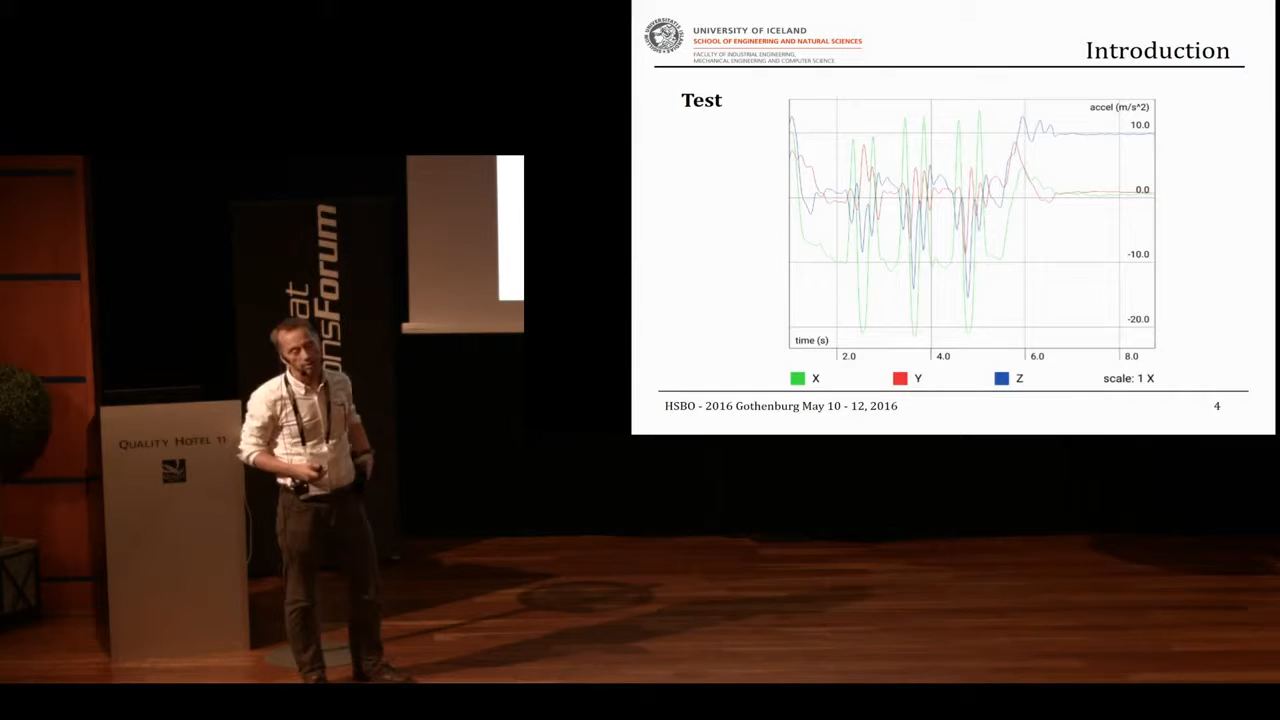 UNIVERSITY OF ICELAND
SCHOOL OF ENGINEERING AND NATURAL SCIENCES
FACULTY OF INDUSTRIAL ENGINEERING,
MECHANICAL ENGINEERING AND COMPUTER SCIENCE
Introduction
Test
accel (m/s^2)
10.0
0.0
-10.0
-20.0
time (s)
2.0
4.0
6.0
8.0
X
Y
Z
scale: 1 X
HSBO - 2016 Gothenburg May 10 - 12, 2016
4
at
onsForum
QUALITY HOTEL 11